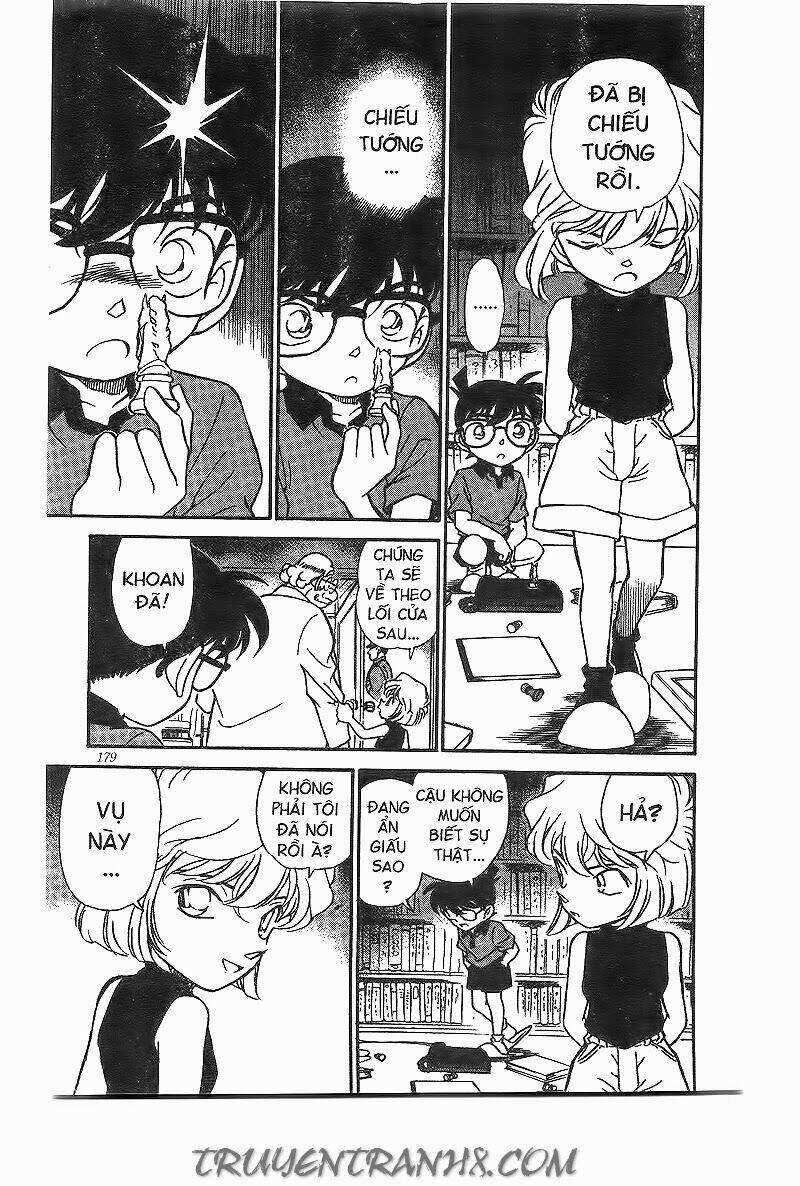 ĐÃ BỊ
CHIẾU
TƯỚNG
RỒI.
......
CHIẾU
TƯỚNG
...
CHÚNG
TA SẼ
VỀ THEO
LỐI CỬA
SAU...
KHOAN
ĐÃ!
179
HẢ?
CẬU KHÔNG
MUỐN
BIẾT SỰ
THẬT...
ĐANG
ẨN
GIẤU
SAO
?
KHÔNG
PHẢI TÔI
ĐÃ NÓI
RỒI À?
VỤ
NÀY
...
TRUYENTRANH8.COM